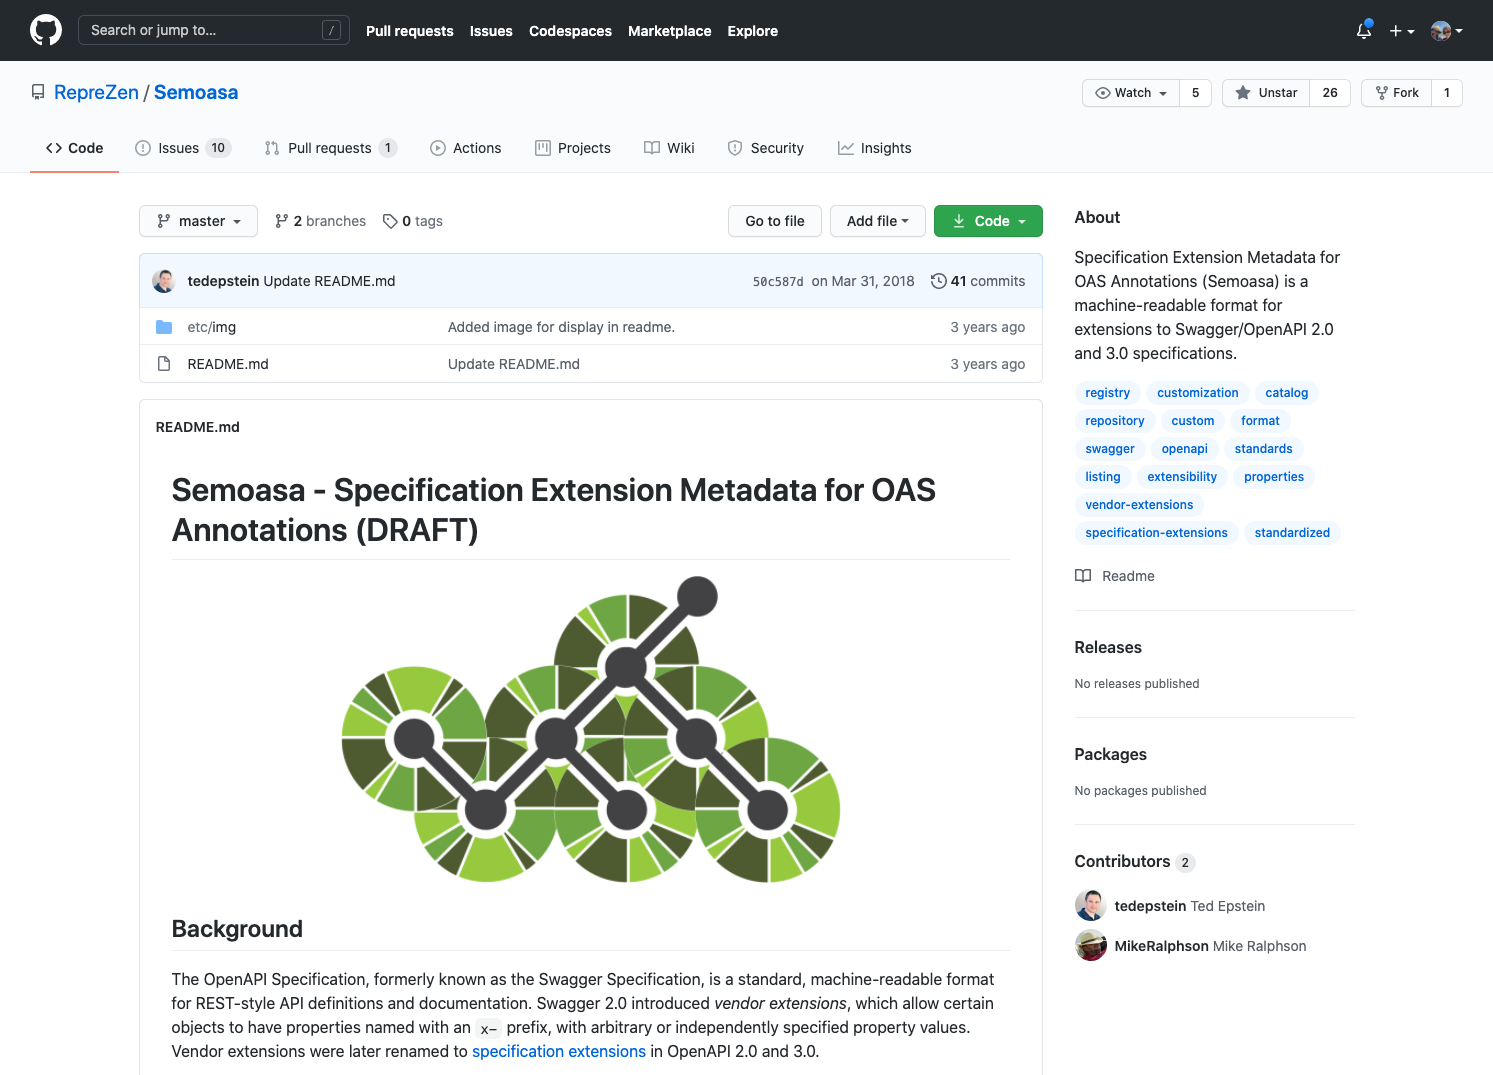 Search or jump to...
/
Pull requests
Issues
Codespaces
Marketplace
Explore
RepreZen / Semoasa
Watch 5
Unstar 26
Fork 1
Code
Issues 10
Pull requests 1
Actions
Projects
Wiki
Security
Insights
master
2 branches
0 tags
Go to file
Add file
Code
tedepstein Update README.md
50c587d on Mar 31, 2018
41 commits
etc/img
Added image for display in readme.
3 years ago
README.md
Update README.md
3 years ago
README.md
Semoasa - Specification Extension Metadata for OAS
Annotations (DRAFT)
Background
The OpenAPI Specification, formerly known as the Swagger Specification, is a standard, machine-readable format
for REST-style API definitions and documentation. Swagger 2.0 introduced vendor extensions, which allow certain
objects to have properties named with an x- prefix, with arbitrary or independently specified property values.
Vendor extensions were later renamed to specification extensions in OpenAPI 2.0 and 3.0.
About
Specification Extension Metadata for
OAS Annotations (Semoasa) is a
machine-readable format for
extensions to Swagger/OpenAPI 2.0
and 3.0 specifications.
registry customization catalog
repository custom format
swagger openapi standards
listing extensibility properties
vendor-extensions
specification-extensions standardized
Readme
Releases
No releases published
Packages
No packages published
Contributors 2
tedepstein Ted Epstein
MikeRalphson Mike Ralphson